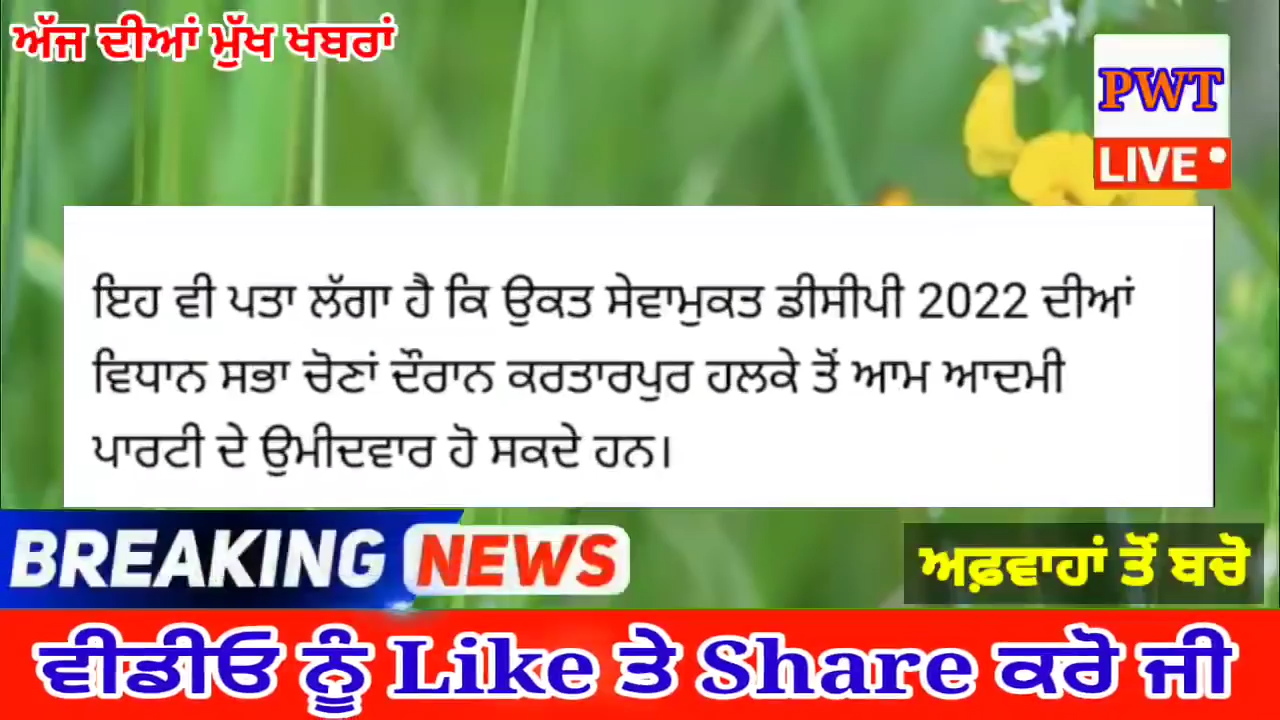 ਅੱਜ ਦੀਆਂ ਮੁੱਖ ਖਬਰਾਂ
PWT
LIVE
ਇਹ ਵੀ ਪਤਾ ਲੱਗਾ ਹੈ ਕਿ ਉਕਤ ਸੇਵਾਮੁਕਤ ਡੀਸੀਪੀ 2022 ਦੀਆਂ
ਵਿਧਾਨ ਸਭਾ ਚੋਣਾਂ ਦੌਰਾਨ ਕਰਤਾਰਪੁਰ ਹਲਕੇ ਤੋਂ ਆਮ ਆਦਮੀ
ਪਾਰਟੀ ਦੇ ਉਮੀਦਵਾਰ ਹੋ ਸਕਦੇ ਹਨ।
BREAKING NEWS
ਅਫ਼ਵਾਹਾਂ ਤੋਂ ਬਚੋ
ਵੀਡੀਓ ਨੂੰ Like ਤੇ Share ਕਰੋ ਜੀ